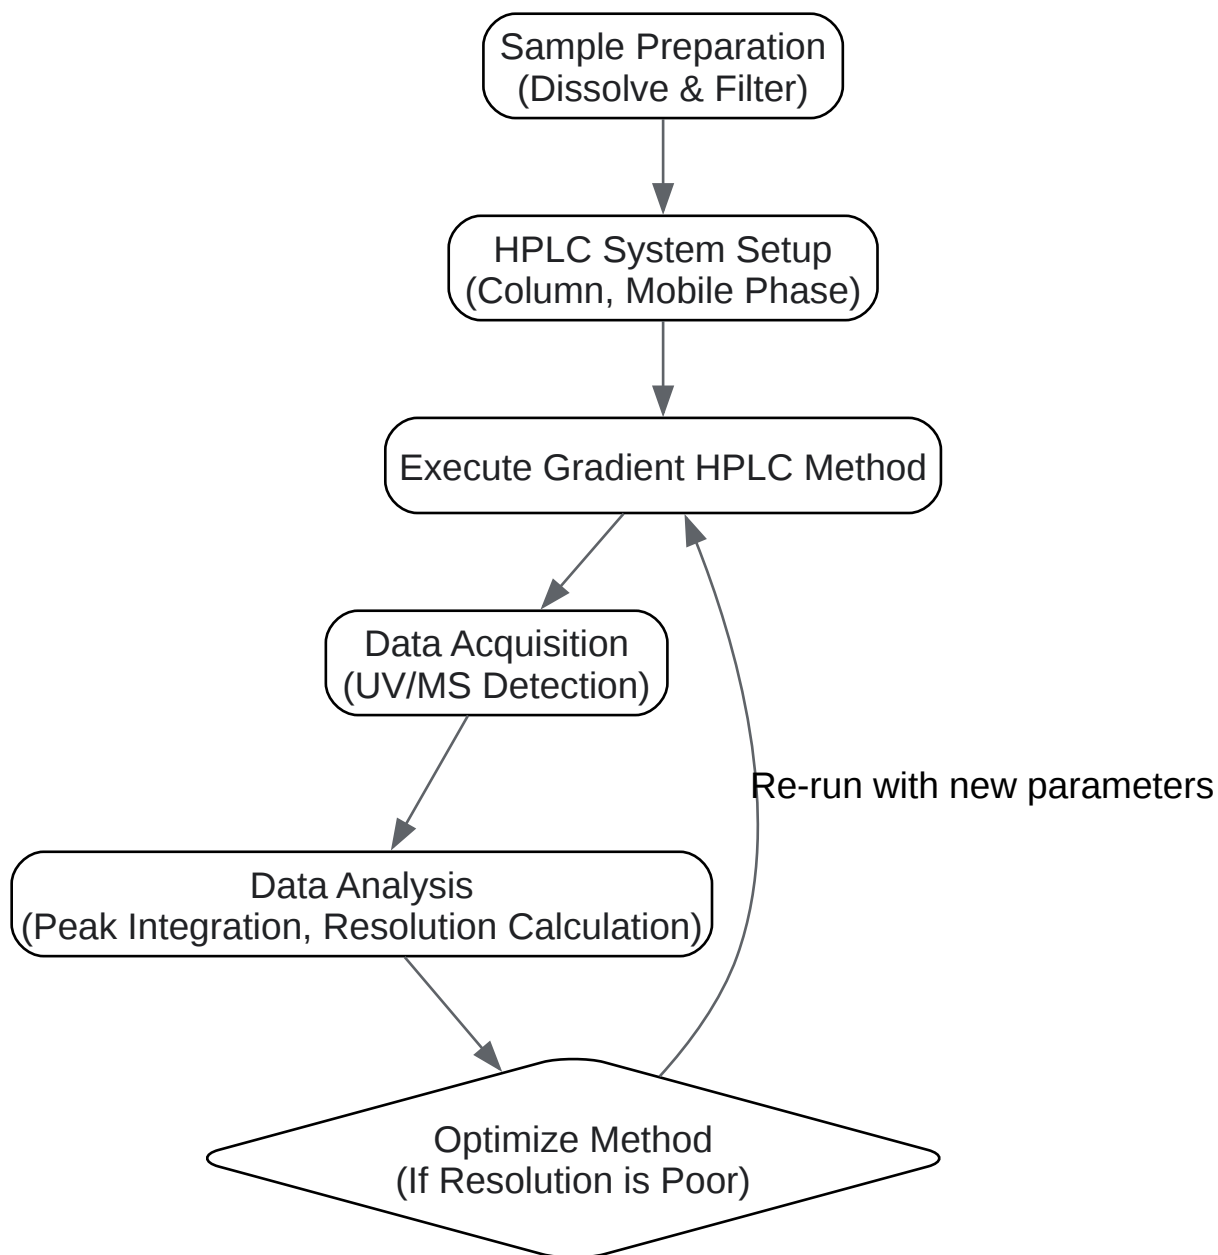 Sample Preparation
(Dissolve & Filter)
HPLC System Setup
(Column, Mobile Phase)
Execute Gradient HPLC Method
Data Acquisition
(UV/MS Detection)
Re-run with new parameters
Data Analysis
(Peak Integration, Resolution Calculation)
Optimize Method
(If Resolution is Poor)